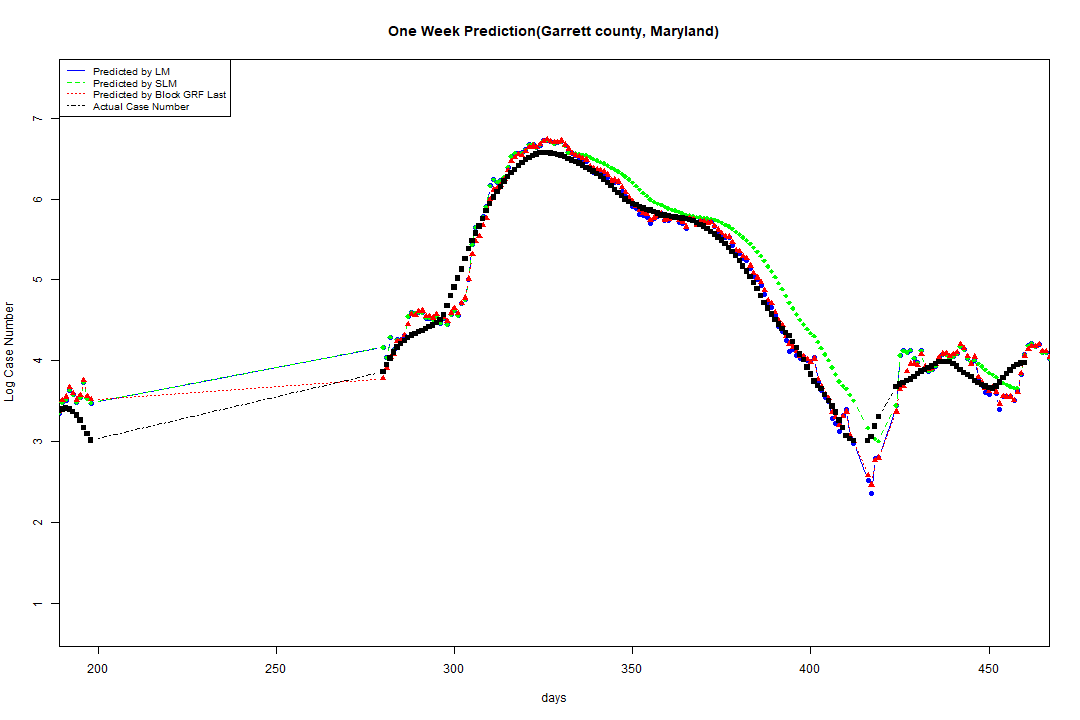 One Week Prediction(Garrett county, Maryland)
Predicted by LM
Predicted by SLM
Predicted by Block GRF Last
Actual Case Number
Log Case Number
7
6
5
4
3
2
1
200 250 300 350 400 450
days